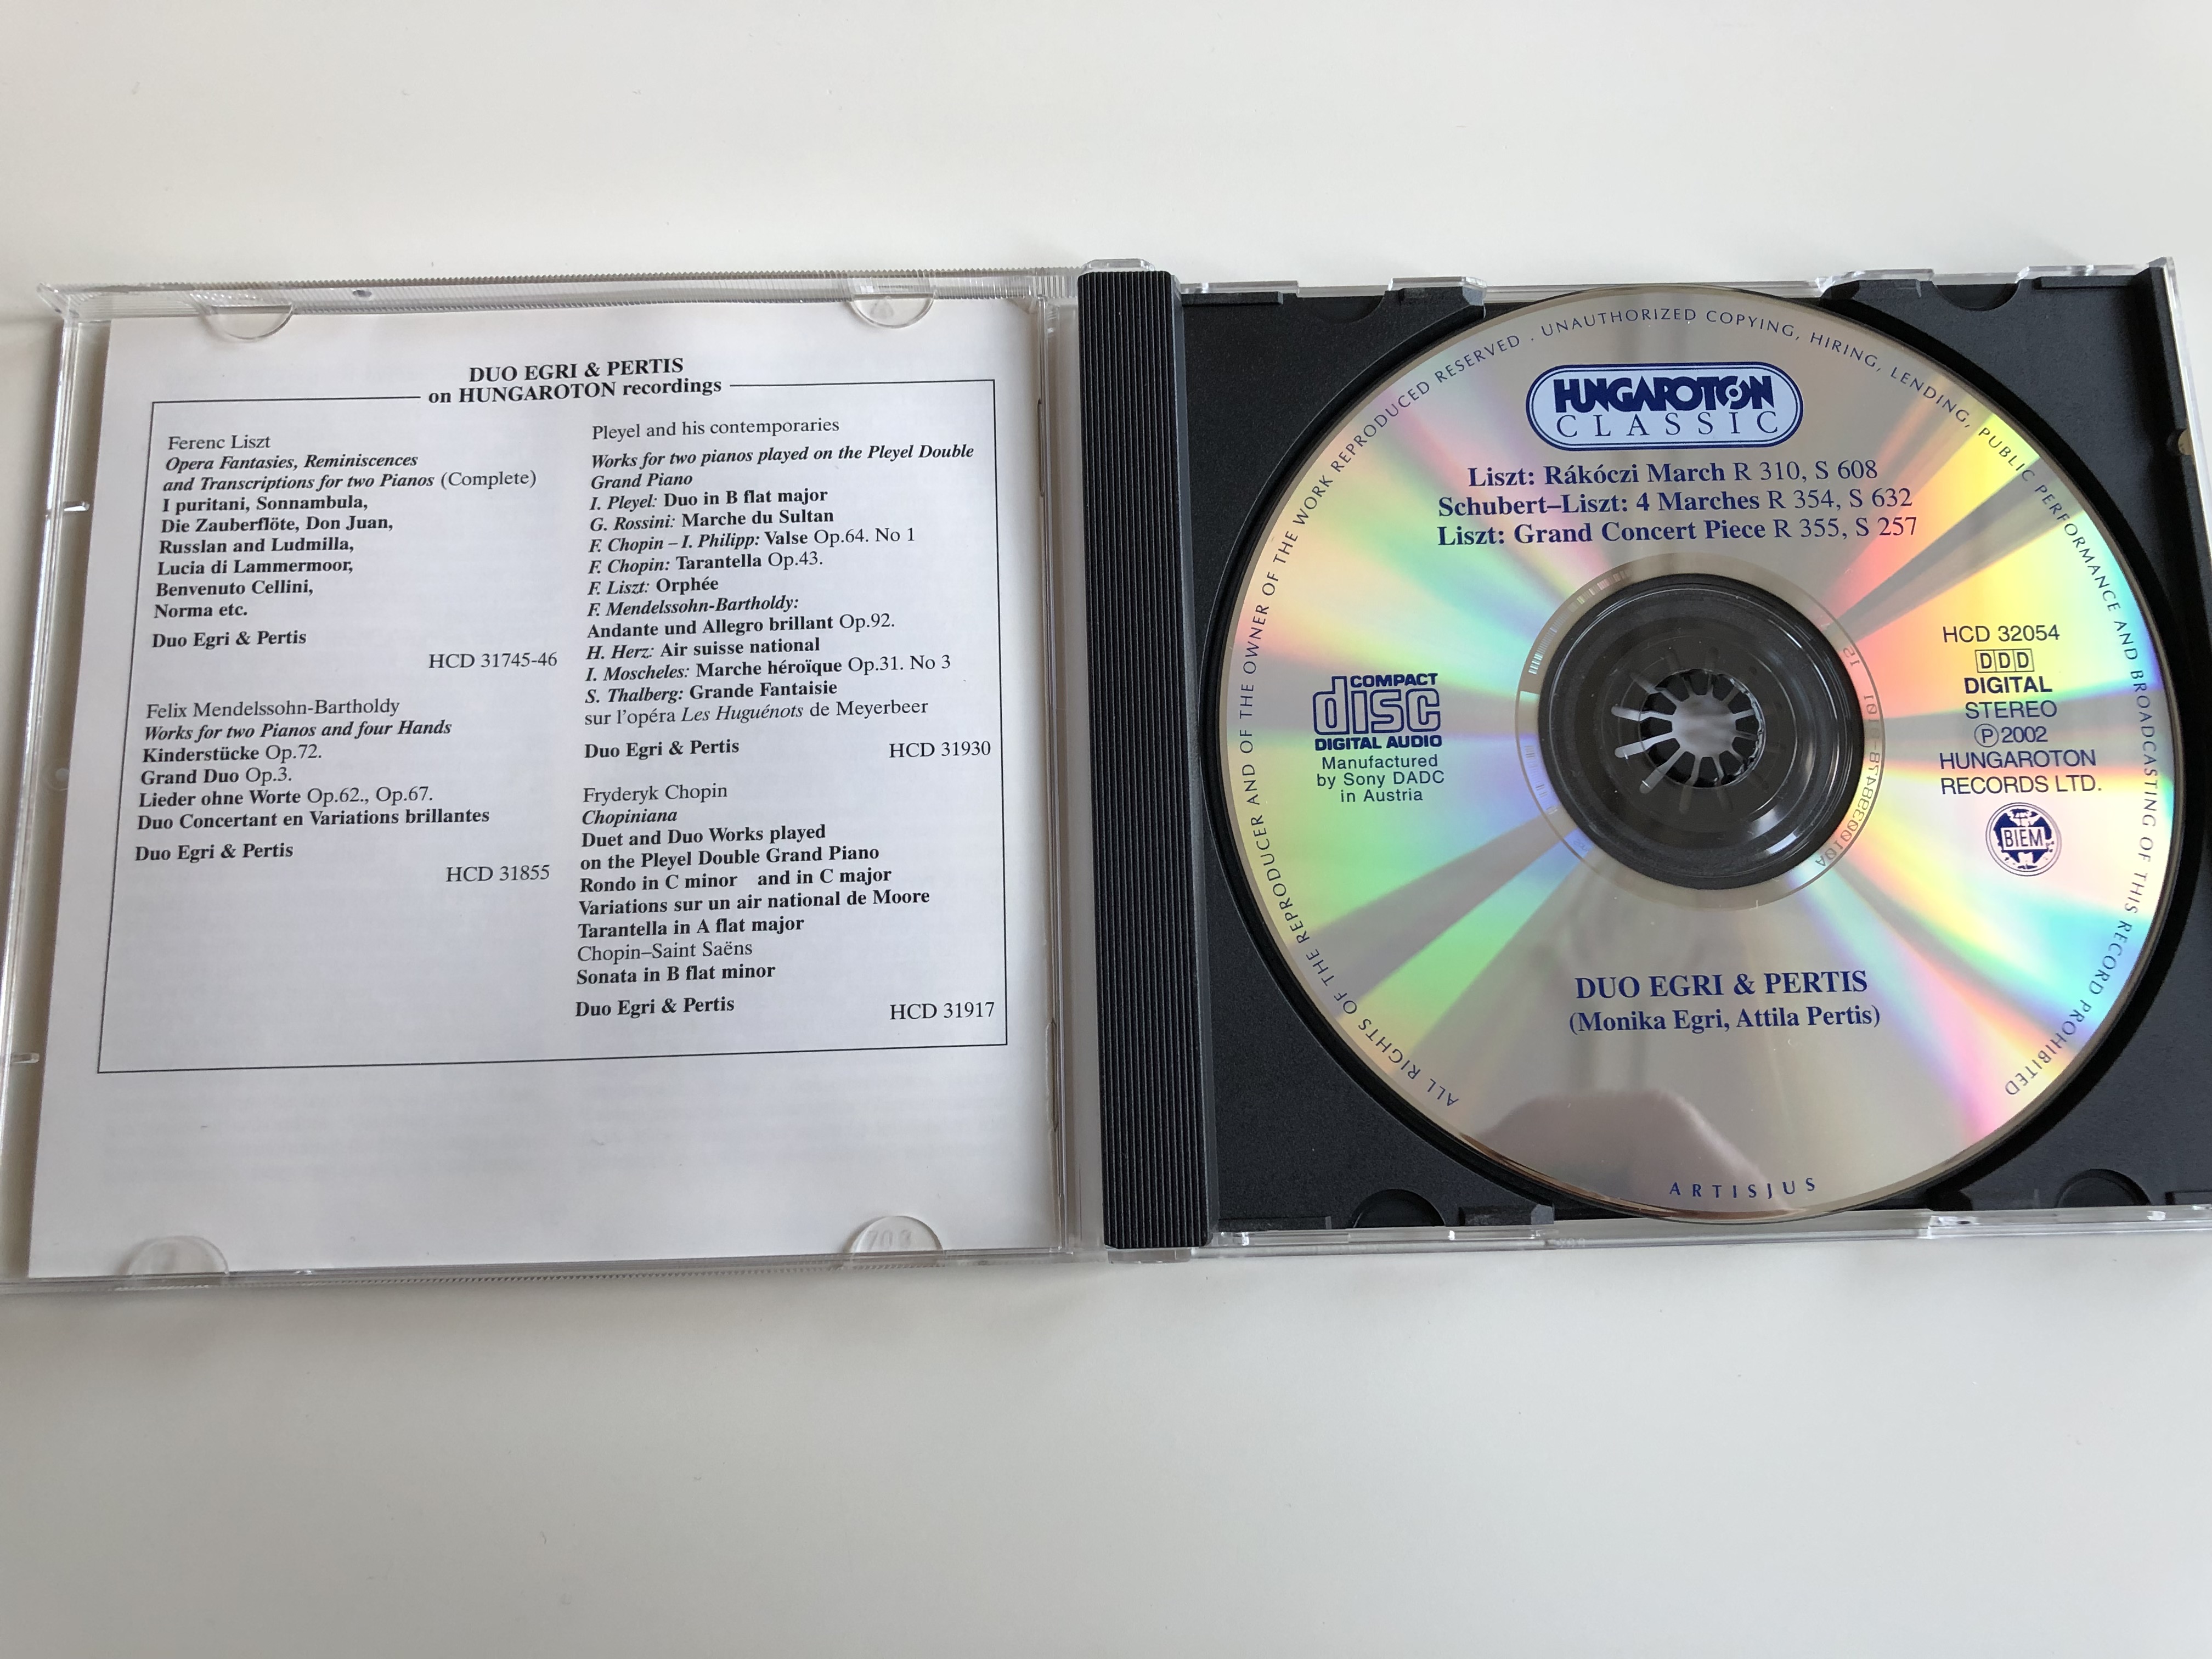 DUO EGRI & PERTIS
on HUNGAROTON recordings
Ferenc Liszt
Opera Fantasies, Reminiscences
and Transcriptions for two Pianos (Complete)
I puritani, Sonnambula,
Die Zauberflöte, Don Juan,
Russlan and Ludmilla,
Lucia di Lammermoor,
Benvenuto Cellini,
Norma etc.
Duo Egri & Pertis
HCD 31745-46
Felix Mendelssohn-Bartholdy
Works for two Pianos and four Hands
Kinderstücke Op.72.
Grand Duo Op.3.
Lieder ohne Worte Op.62., Op.67.
Duo Concertant en Variations brillantes
Duo Egri & Pertis
HCD 31855
Pleyel and his contemporaries
Works for two pianos played on the Pleyel Double
Grand Piano
I. Pleyel: Duo in B flat major
G. Rossini: Marche du Sultan
F. Chopin – I. Philipp: Valse Op.64. No 1
F. Chopin: Tarantella Op.43.
F. Liszt: Orphée
F. Mendelssohn-Bartholdy:
Andante und Allegro brillant Op.92.
H. Herz: Air suisse national
I. Moscheles: Marche héroïque Op.31. No 3
S. Thalberg: Grande Fantaisie
sur l'opéra Les Huguénots de Meyerbeer
Duo Egri & Pertis
HCD 31930
Fryderyk Chopin
Chopiniana
Duet and Duo Works played
on the Pleyel Double Grand Piano
Rondo in C minor and in C major
Variations sur un air national de Moore
Tarantella in A flat major
Chopin–Saint Saëns
Sonata in B flat minor
Duo Egri & Pertis
HCD 31917
ALL RIGHTS OF THE REPRODUCER AND OF THE OWNER OF THE WORK REPRODUCED RESERVED . UNAUTHORIZED COPYING, HIRING, LENDING, PUBLIC PERFORMANCE AND BROADCASTING OF THIS RECORD PROHIBITED
HUNGAROTON
CLASSIC
Liszt: Rákóczi March R 310, S 608
Schubert–Liszt: 4 Marches R 354, S 632
Liszt: Grand Concert Piece R 355, S 257
COMPACT
disc
DIGITAL AUDIO
Manufactured
by Sony DADC
in Austria
HCD 32054
DDD
DIGITAL
STEREO
Ⓟ2002
HUNGAROTON
RECORDS LTD.
BIEM
DUO EGRI & PERTIS
(Monika Egri, Attila Pertis)
ARTISJUS